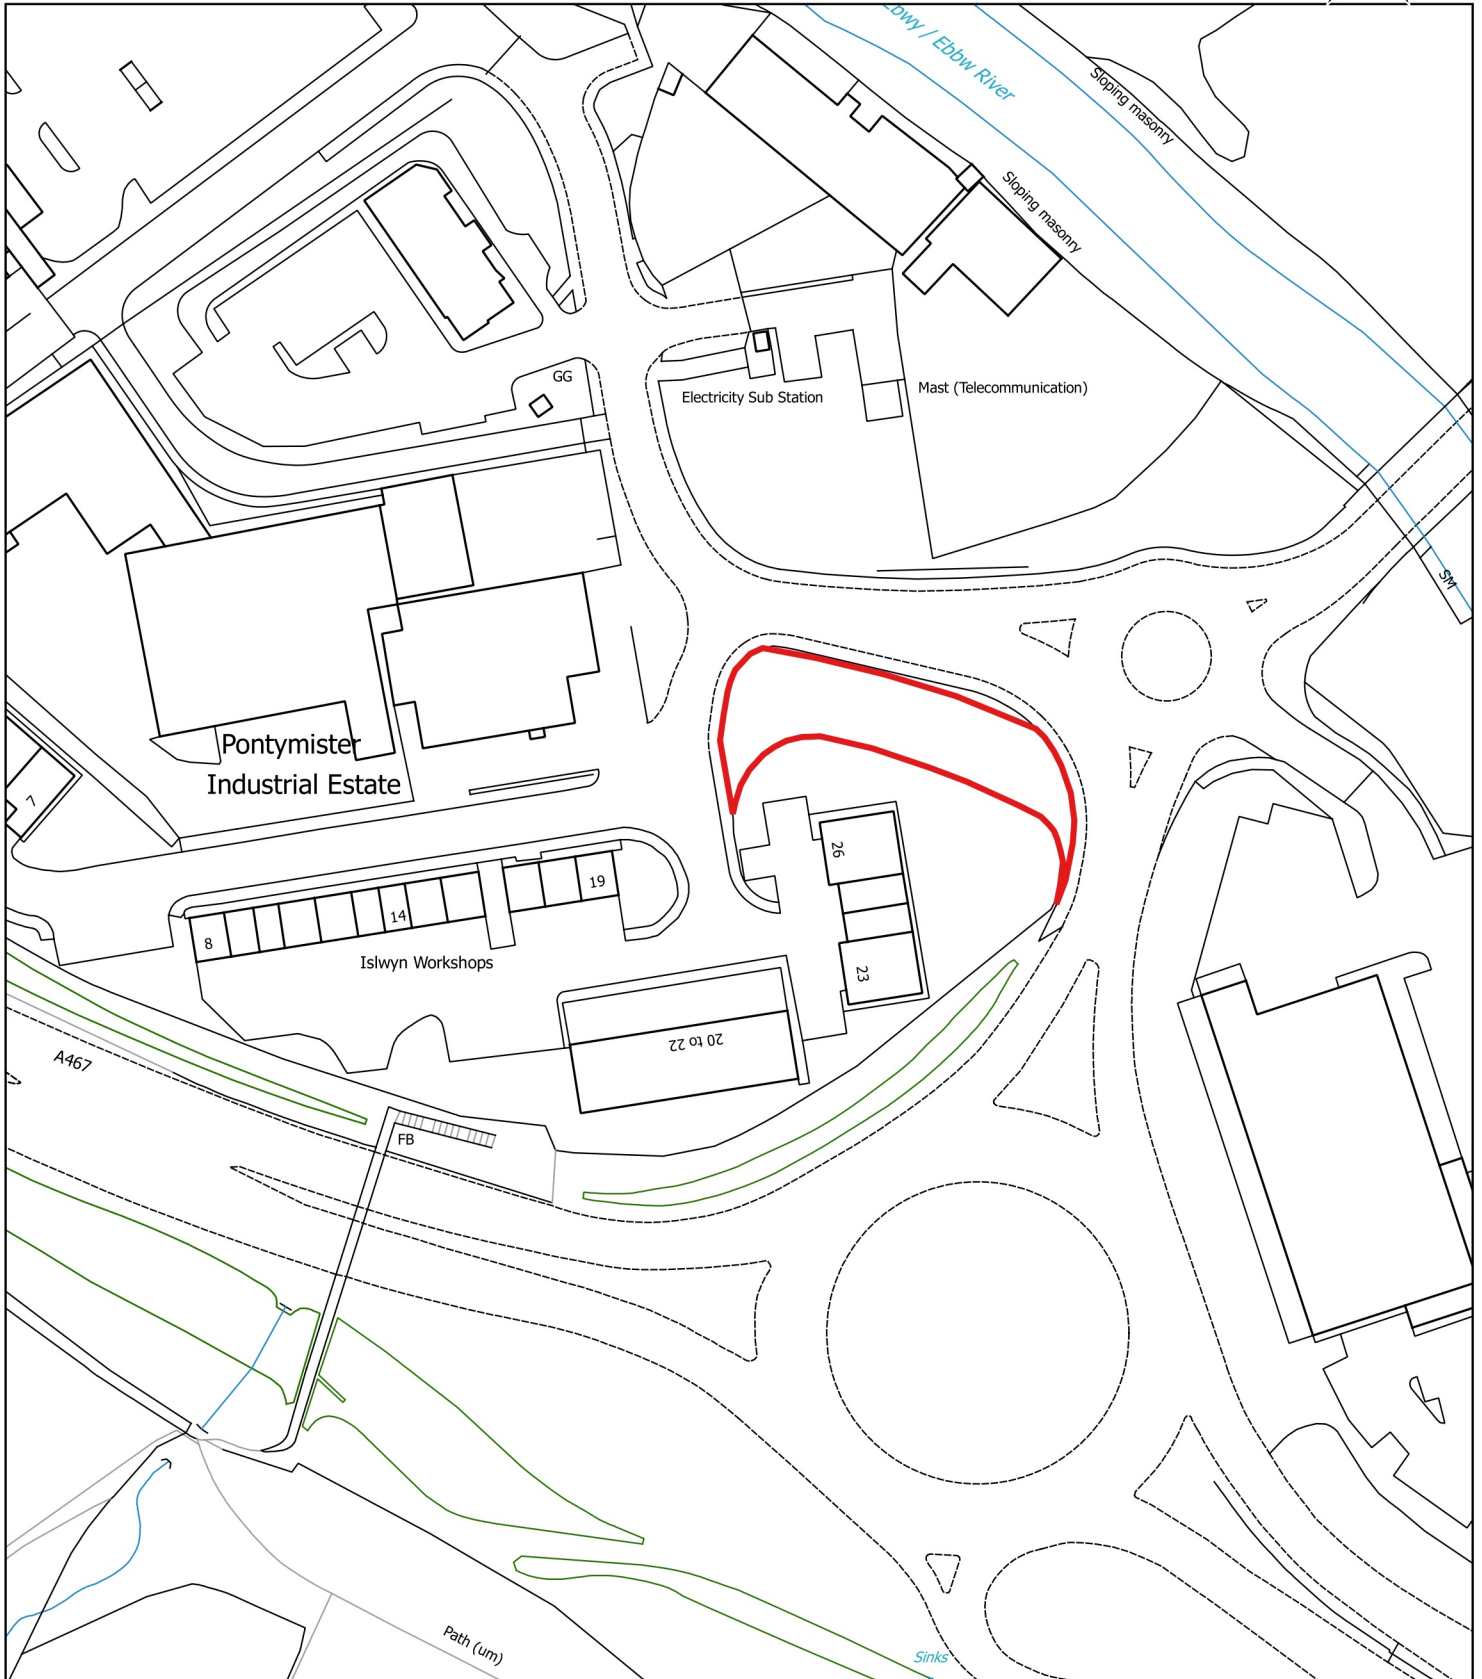 Ebwy / Ebbw River
Sloping masonry
Sloping masonry
GG
Electricity Sub Station
Mast (Telecommunication)
SM
Pontymister
Industrial Estate
7
26
19
14
8
23
Islwyn Workshops
20 to 22
A467
FB
Path (um)
Sinks